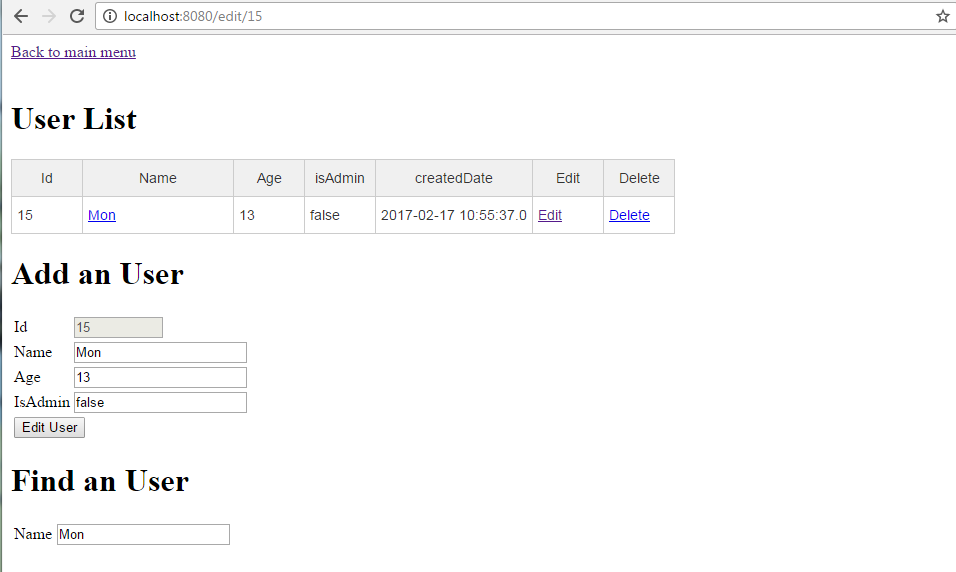 localhost:8080/edit/15
Back to main menu
User List
Id Name Age isAdmin createdDate Edit Delete
15 Mon 13 false 2017-02-17 10:55:37.0 Edit Delete
Add an User
Id 15
Name Mon
Age 13
IsAdmin false
Edit User
Find an User
Name Mon